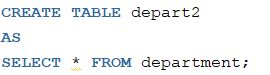 CREATE TABLE depart2
AS
SELECT * FROM department;